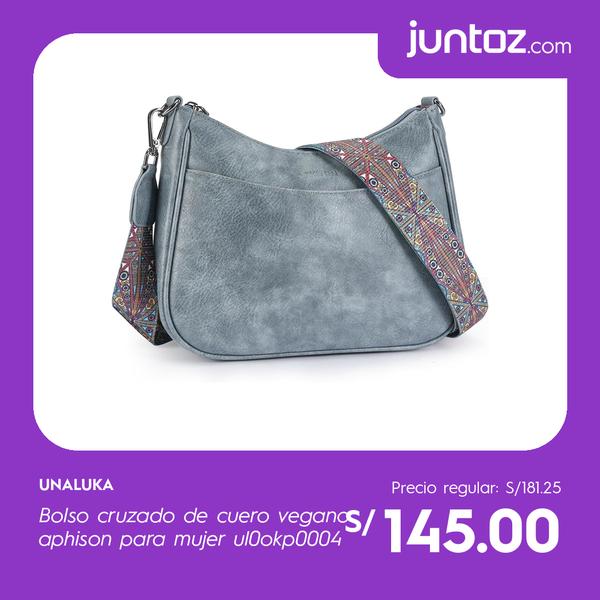 juntoz.com
UNALUKA
Bolso cruzado de cuero vegano
aphison para mujer ul0okp0004
Precio regular: S/181.25
S/ 145.00